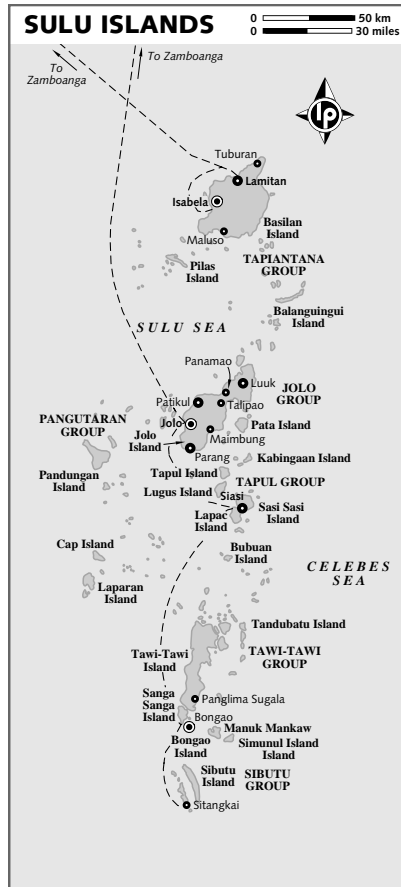 SULU ISLANDS
0 50 km
0 30 miles
To
Zamboanga
To Zamboanga
lp
Tuburan
Lamitan
Isabela
Basilan
Island
Maluso
TAPIANTANA
GROUP
Pilas
Island
Balanguingui
Island
SULU SEA
Panamao
Luuk
JOLO
GROUP
Patikul
Talipao
PANGUTARAN
GROUP
Jolo
Jolo
Island
Maimbung
Pata Island
Parang
Kabingaan Island
Tapul Island
Pandungan
Island
TAPUL GROUP
Lugus Island
Siasi
Lapac
Island
Sasi Sasi
Island
Cap Island
Bubuan
Island
CELEBES
SEA
Laparan
Island
Tandubatu Island
TAWI-TAWI
GROUP
Tawi-Tawi
Island
Sanga
Sanga
Island
Panglima Sugala
Bongao
Bongao
Island
Manuk Mankaw
Simunul Island
Island
Sibutu
Island
SIBUTU
GROUP
Sitangkai